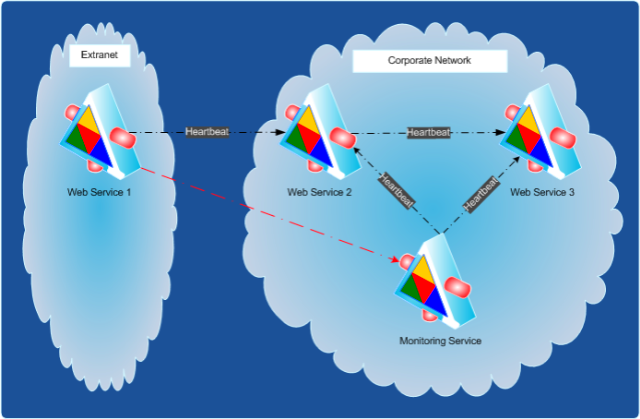 Extranet
Corporate Network
Heartbeat
Heartbeat
Web Service 1
Web Service 2
Web Service 3
Heartbeat
Heartbeat
Monitoring Service